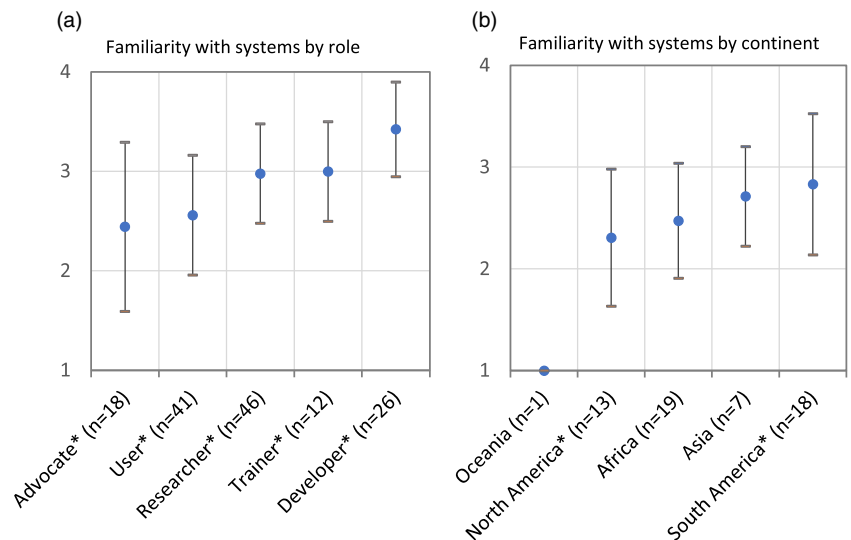 (a)
Familiarity with systems by role
4
3
2
1
Advocate* (n=18)
User* (n=41)
Researcher* (n=46)
Trainer* (n=12)
Developer* (n=26)
(b)
Familiarity with systems by continent
4
3
2
1
Oceania (n=1)
North America* (n=13)
Africa (n=19)
Asia (n=7)
South America* (n=18)